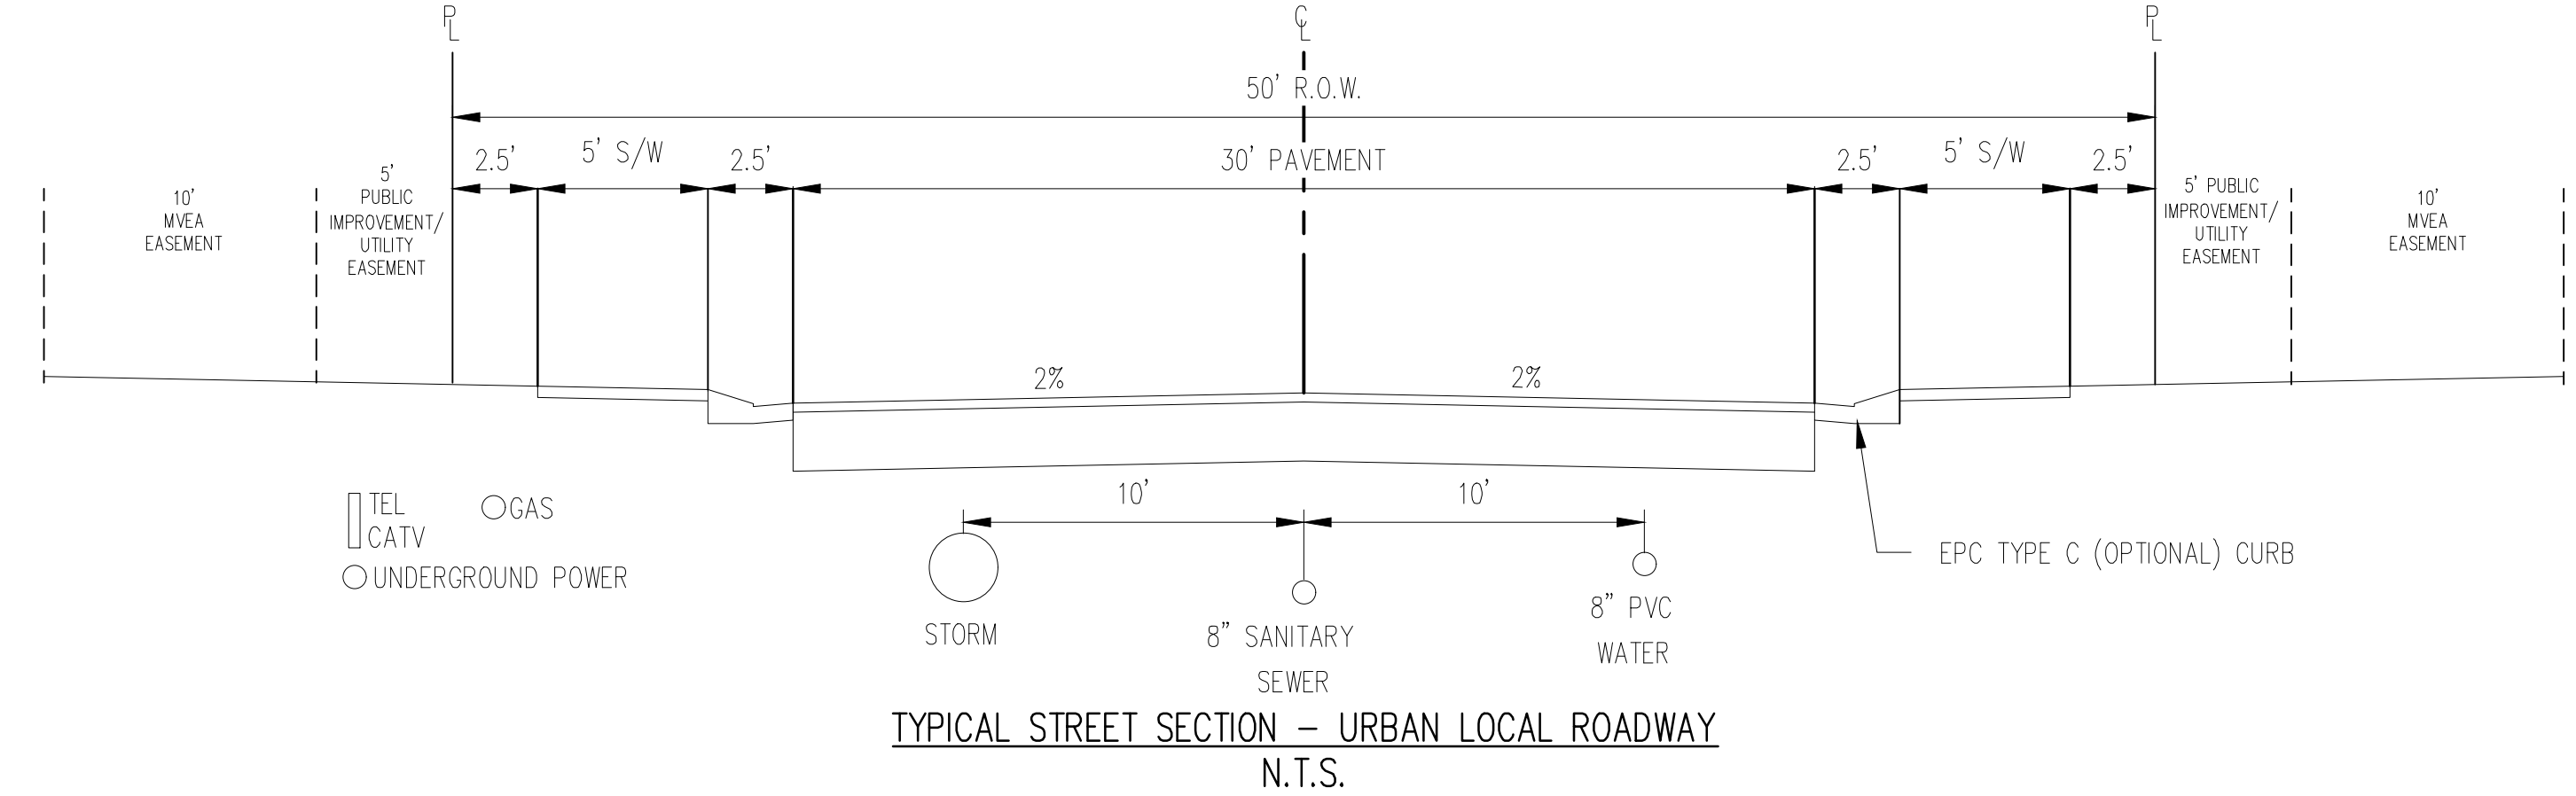 PL
CL
PL
50' R.O.W.
2.5'
5' S/W
2.5'
30' PAVEMENT
2.5'
5' S/W
2.5'
10'
MVEA
EASEMENT
5'
PUBLIC
IMPROVEMENT/
UTILITY
EASEMENT
5' PUBLIC
IMPROVEMENT/
UTILITY
EASEMENT
10'
MVEA
EASEMENT
2%
2%
TEL
CATV
GAS
UNDERGROUND POWER
10'
10'
STORM
8" SANITARY
SEWER
8" PVC
WATER
EPC TYPE C (OPTIONAL) CURB
TYPICAL STREET SECTION – URBAN LOCAL ROADWAY
N.T.S.